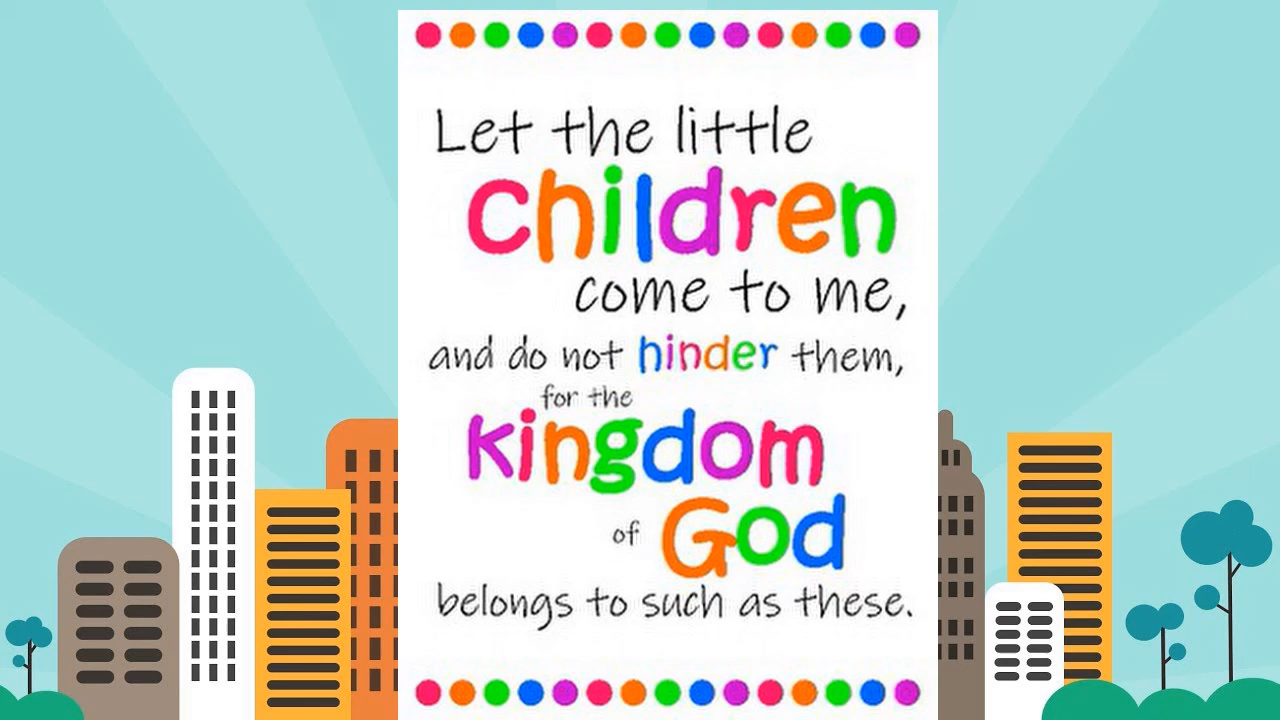 Let the little
children
come to me,
and do not hinder them,
for the
kingdom
of God
belongs to such as these.